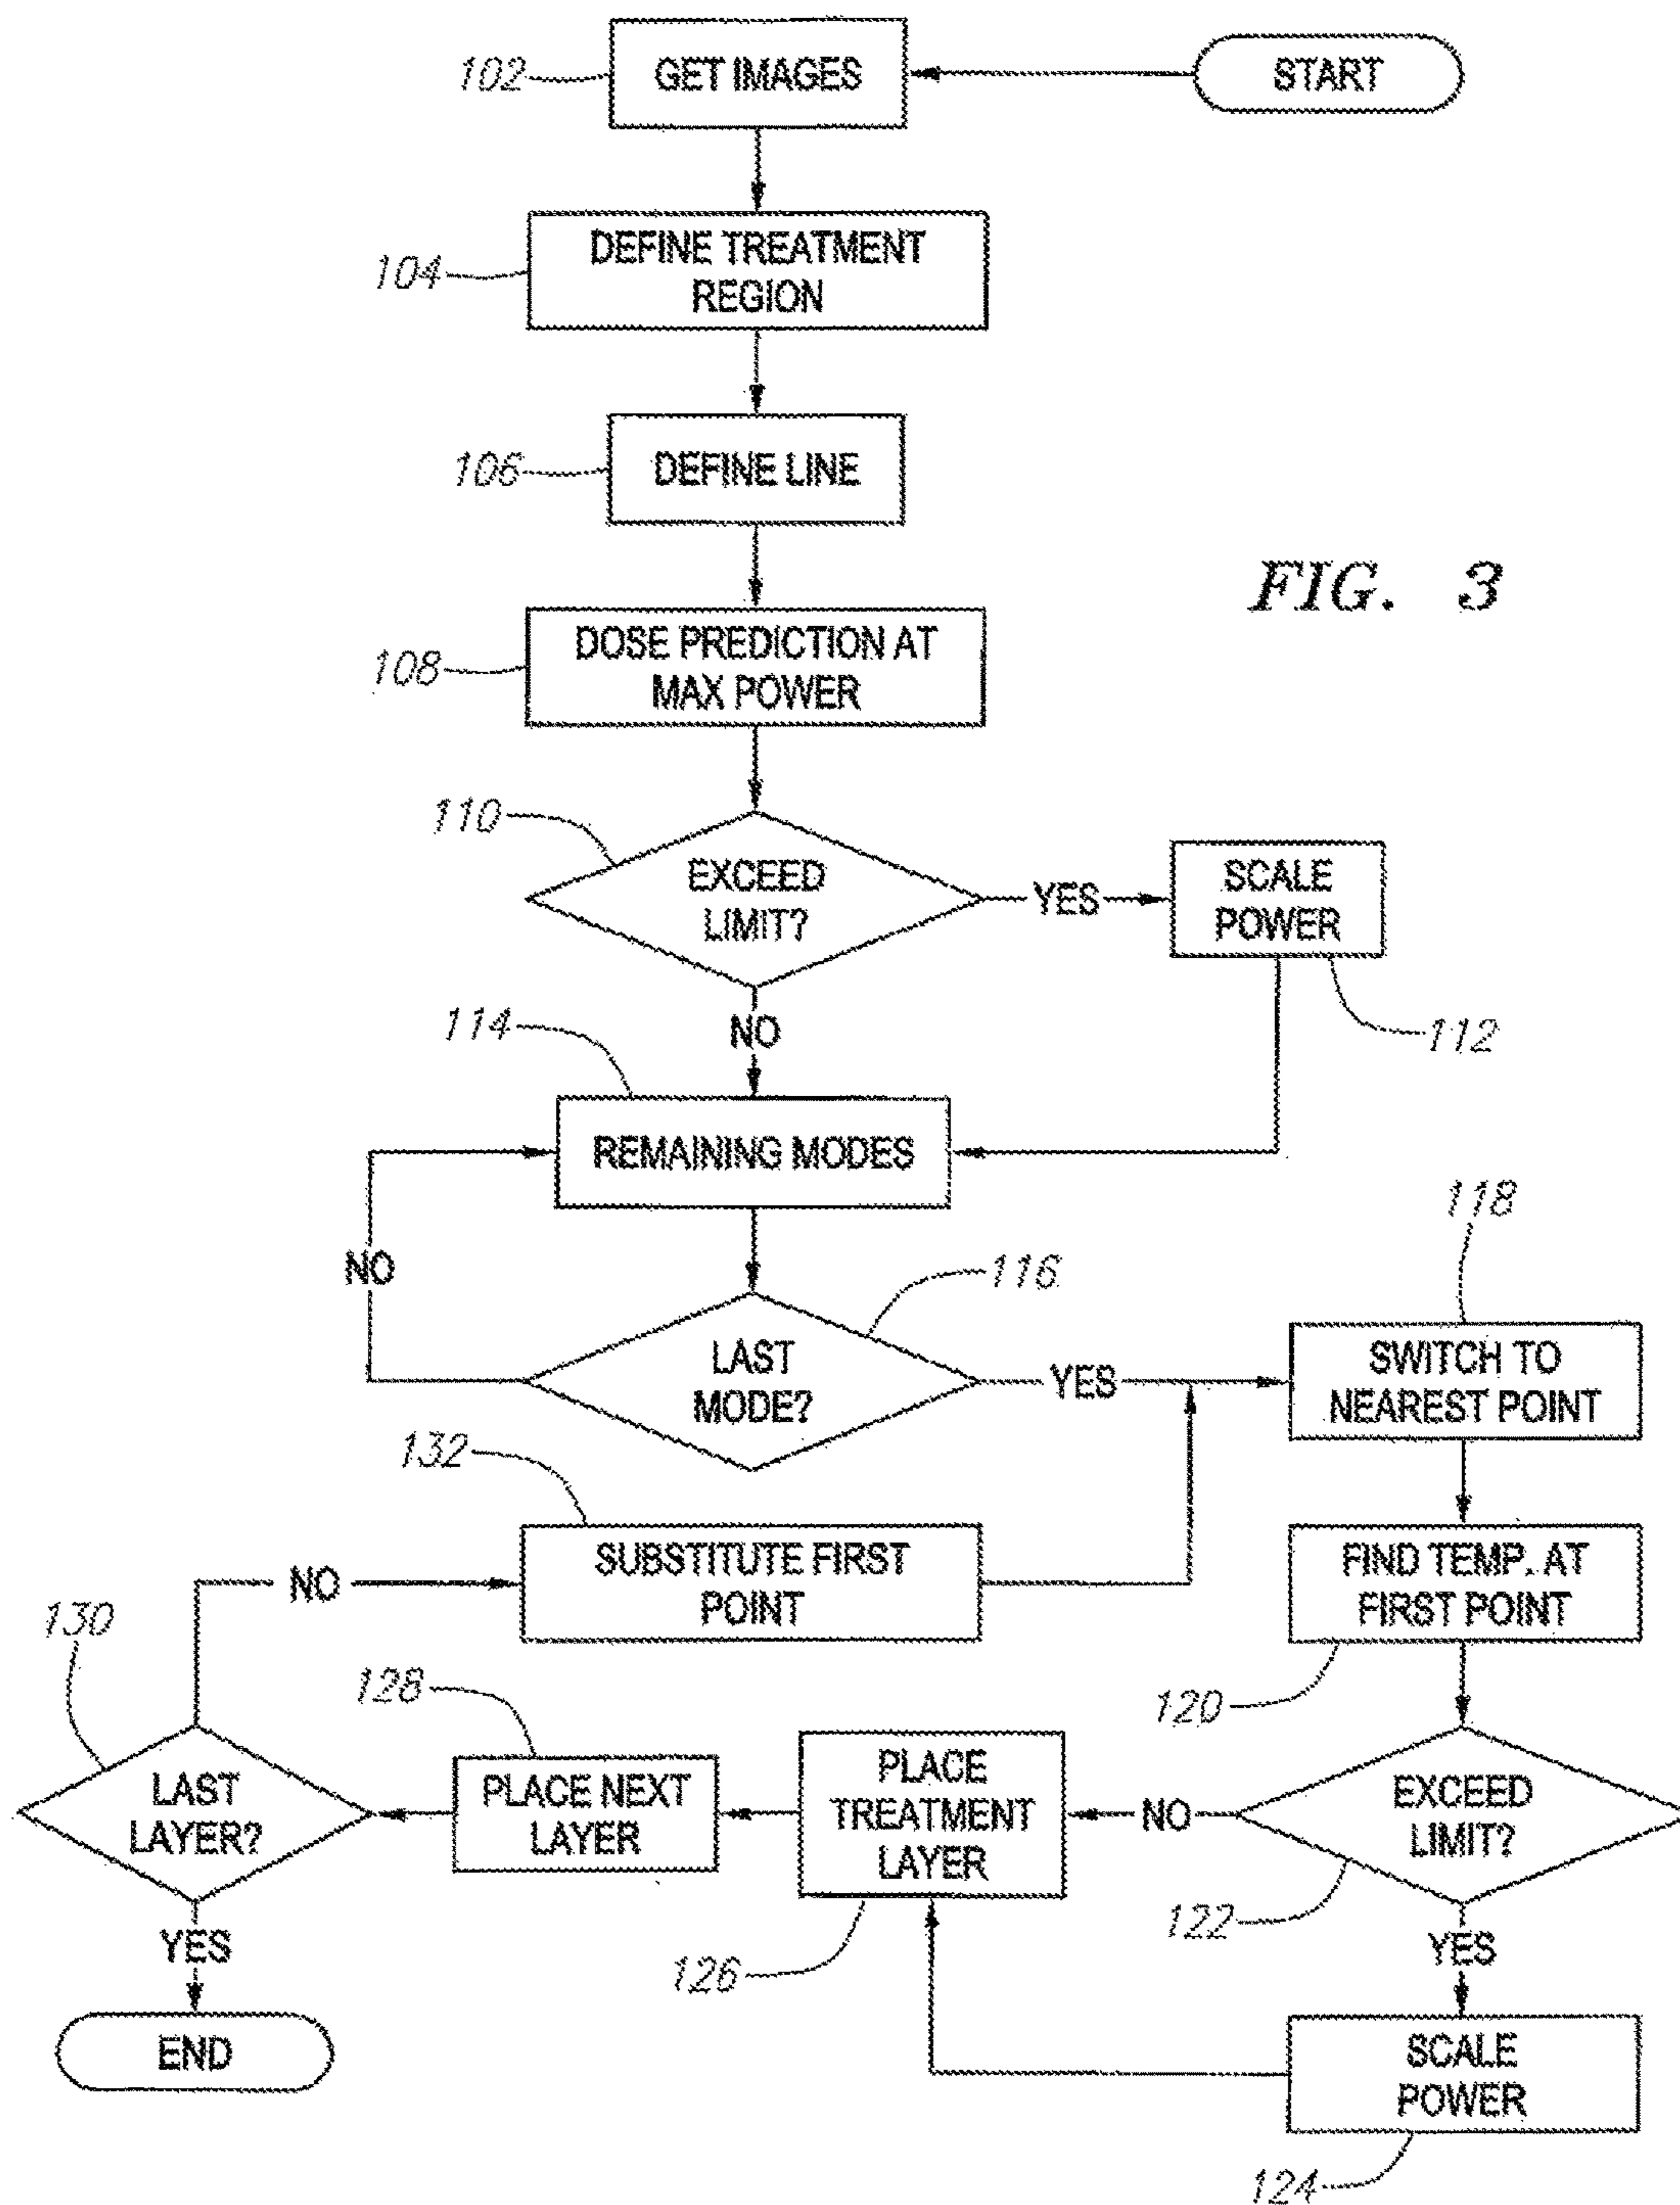 102
GET IMAGES
START
104
DEFINE TREATMENT
REGION
106
DEFINE LINE
FIG. 3
108
DOSE PREDICTION AT
MAX POWER
110
EXCEED
LIMIT?
YES
SCALE
POWER
112
NO
114
REMAINING MODES
NO
116
LAST
MODE?
YES
118
SWITCH TO
NEAREST POINT
132
SUBSTITUTE FIRST
POINT
NO
FIND TEMP. AT
FIRST POINT
120
130
LAST
LAYER?
128
PLACE NEXT
LAYER
PLACE
TREATMENT
LAYER
126
NO
EXCEED
LIMIT?
122
YES
YES
END
SCALE
POWER
124